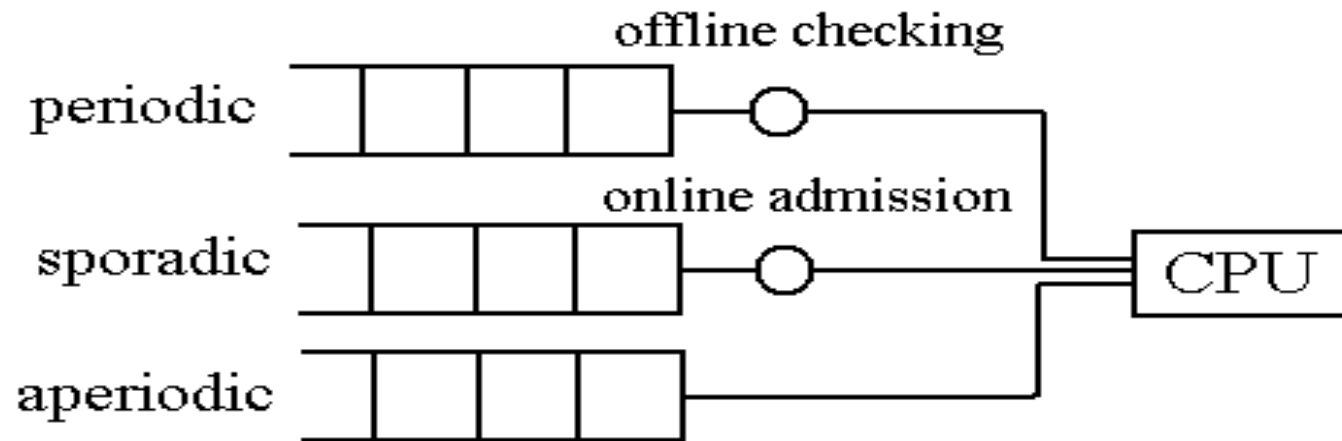 offline checking
periodic
online admission
sporadic
CPU
aperiodic